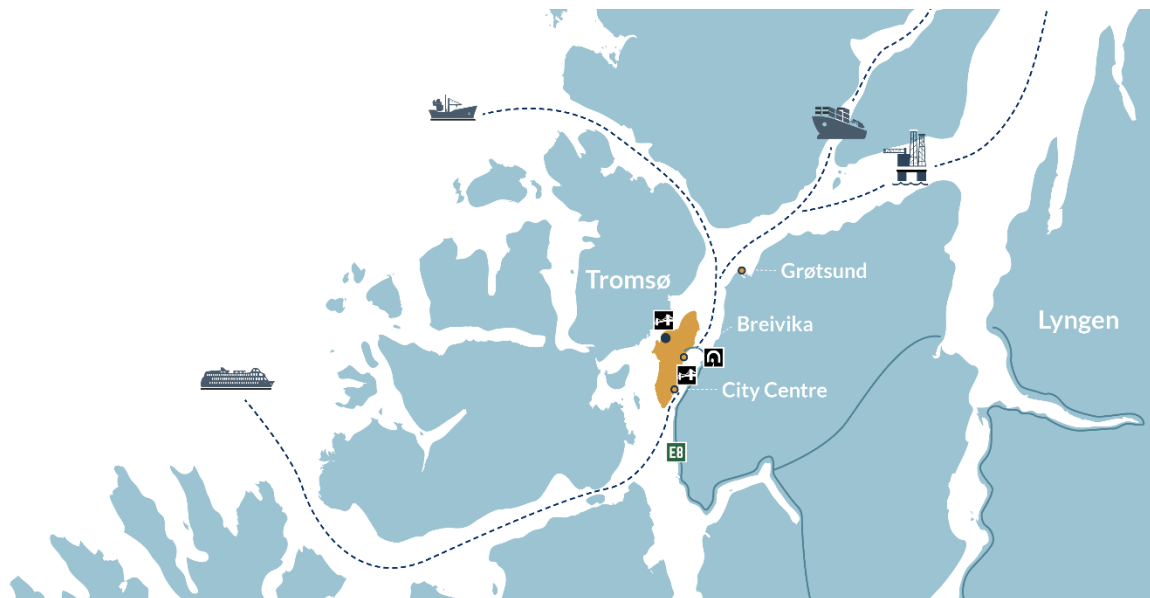 Grøtsund
Tromsø
Breivika
Lyngen
City Centre
E8